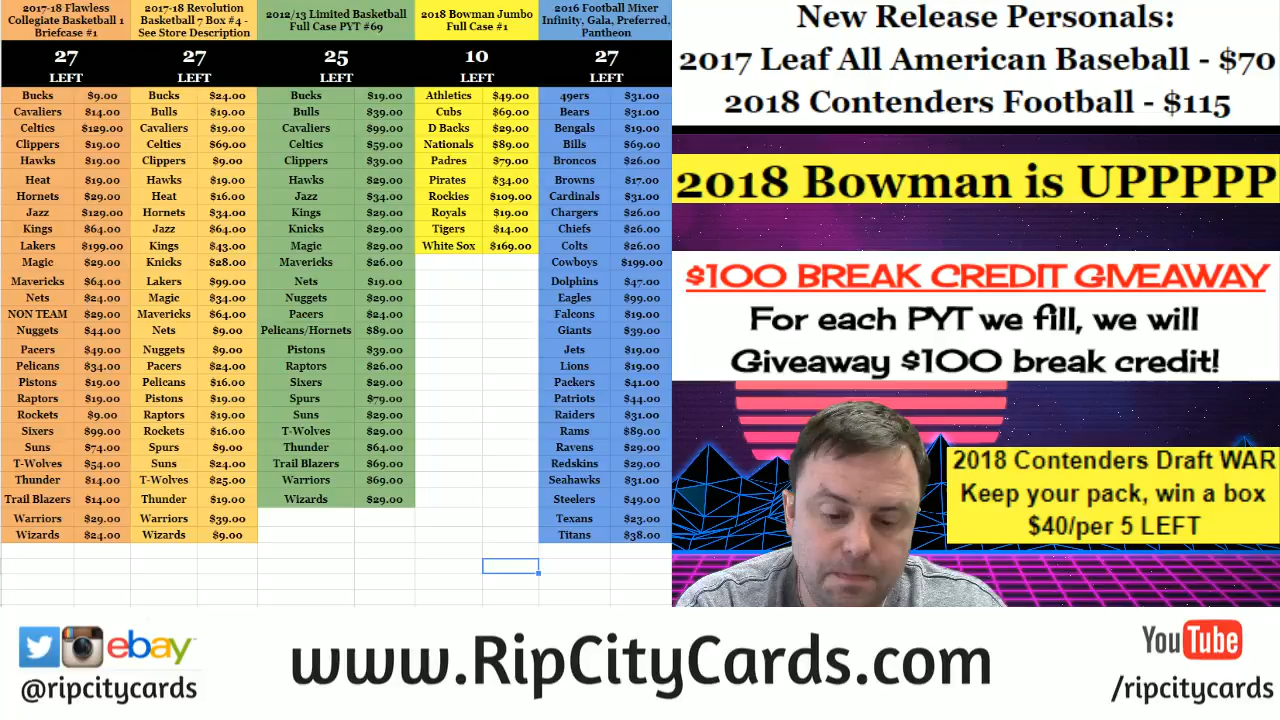 2017-18 Flawless
Collegiate Basketball 1
Briefcase #1
27
LEFT
Bucks $9.00
Cavaliers $14.00
Celtics $129.00
Clippers $19.00
Hawks $19.00
Heat $19.00
Hornets $29.00
Jazz $129.00
Kings $64.00
Lakers $199.00
Magic $29.00
Mavericks $64.00
Nets $24.00
NON TEAM $29.00
Nuggets $44.00
Pacers $49.00
Pelicans $34.00
Pistons $19.00
Raptors $19.00
Rockets $9.00
Sixers $99.00
Suns $74.00
T-Wolves $54.00
Thunder $14.00
Trail Blazers $14.00
Warriors $29.00
Wizards $24.00
2017-18 Revolution
Basketball 7 Box #4 -
See Store Description
27
LEFT
Bucks $24.00
Bulls $19.00
Cavaliers $19.00
Celtics $69.00
Clippers $9.00
Hawks $19.00
Heat $16.00
Hornets $34.00
Jazz $64.00
Kings $43.00
Knicks $28.00
Lakers $99.00
Magic $34.00
Mavericks $64.00
Nets $9.00
Nuggets $9.00
Pacers $24.00
Pelicans $16.00
Pistons $19.00
Raptors $19.00
Rockets $16.00
Spurs $9.00
Suns $24.00
T-Wolves $25.00
Thunder $19.00
Warriors $39.00
Wizards $9.00
2012/13 Limited Basketball
Full Case PYT #69
25
LEFT
Bucks $19.00
Bulls $39.00
Cavaliers $99.00
Celtics $59.00
Clippers $39.00
Hawks $29.00
Jazz $34.00
Kings $29.00
Knicks $29.00
Magic $29.00
Mavericks $26.00
Nets $19.00
Nuggets $29.00
Pacers $24.00
Pelicans/Hornets $89.00
Pistons $39.00
Raptors $26.00
Sixers $29.00
Spurs $79.00
Suns $29.00
T-Wolves $29.00
Thunder $64.00
Trail Blazers $69.00
Warriors $69.00
Wizards $29.00
2018 Bowman Jumbo
Full Case #1
10
LEFT
Athletics $49.00
Cubs $69.00
D Backs $29.00
Nationals $89.00
Padres $79.00
Pirates $34.00
Rockies $109.00
Royals $19.00
Tigers $14.00
White Sox $169.00
2016 Football Mixer
Infinity, Gala, Preferred,
Pantheon
27
LEFT
49ers $31.00
Bears $31.00
Bengals $19.00
Bills $69.00
Broncos $26.00
Browns $17.00
Cardinals $31.00
Chargers $26.00
Chiefs $26.00
Colts $26.00
Cowboys $199.00
Dolphins $47.00
Eagles $99.00
Falcons $19.00
Giants $39.00
Jets $19.00
Lions $19.00
Packers $41.00
Patriots $44.00
Raiders $31.00
Rams $89.00
Ravens $29.00
Redskins $29.00
Seahawks $31.00
Steelers $49.00
Texans $23.00
Titans $38.00
New Release Personals:
2017 Leaf All American Baseball - $70
2018 Contenders Football - $115
2018 Bowman is UPPPPP
$100 BREAK CREDIT GIVEAWAY
For each PYT we fill, we will
Giveaway $100 break credit!
2018 Contenders Draft WAR
Keep your pack, win a box
$40/per 5 LEFT
ebay
@ripcitycards
www.RipCityCards.com
YouTube
/ripcitycards